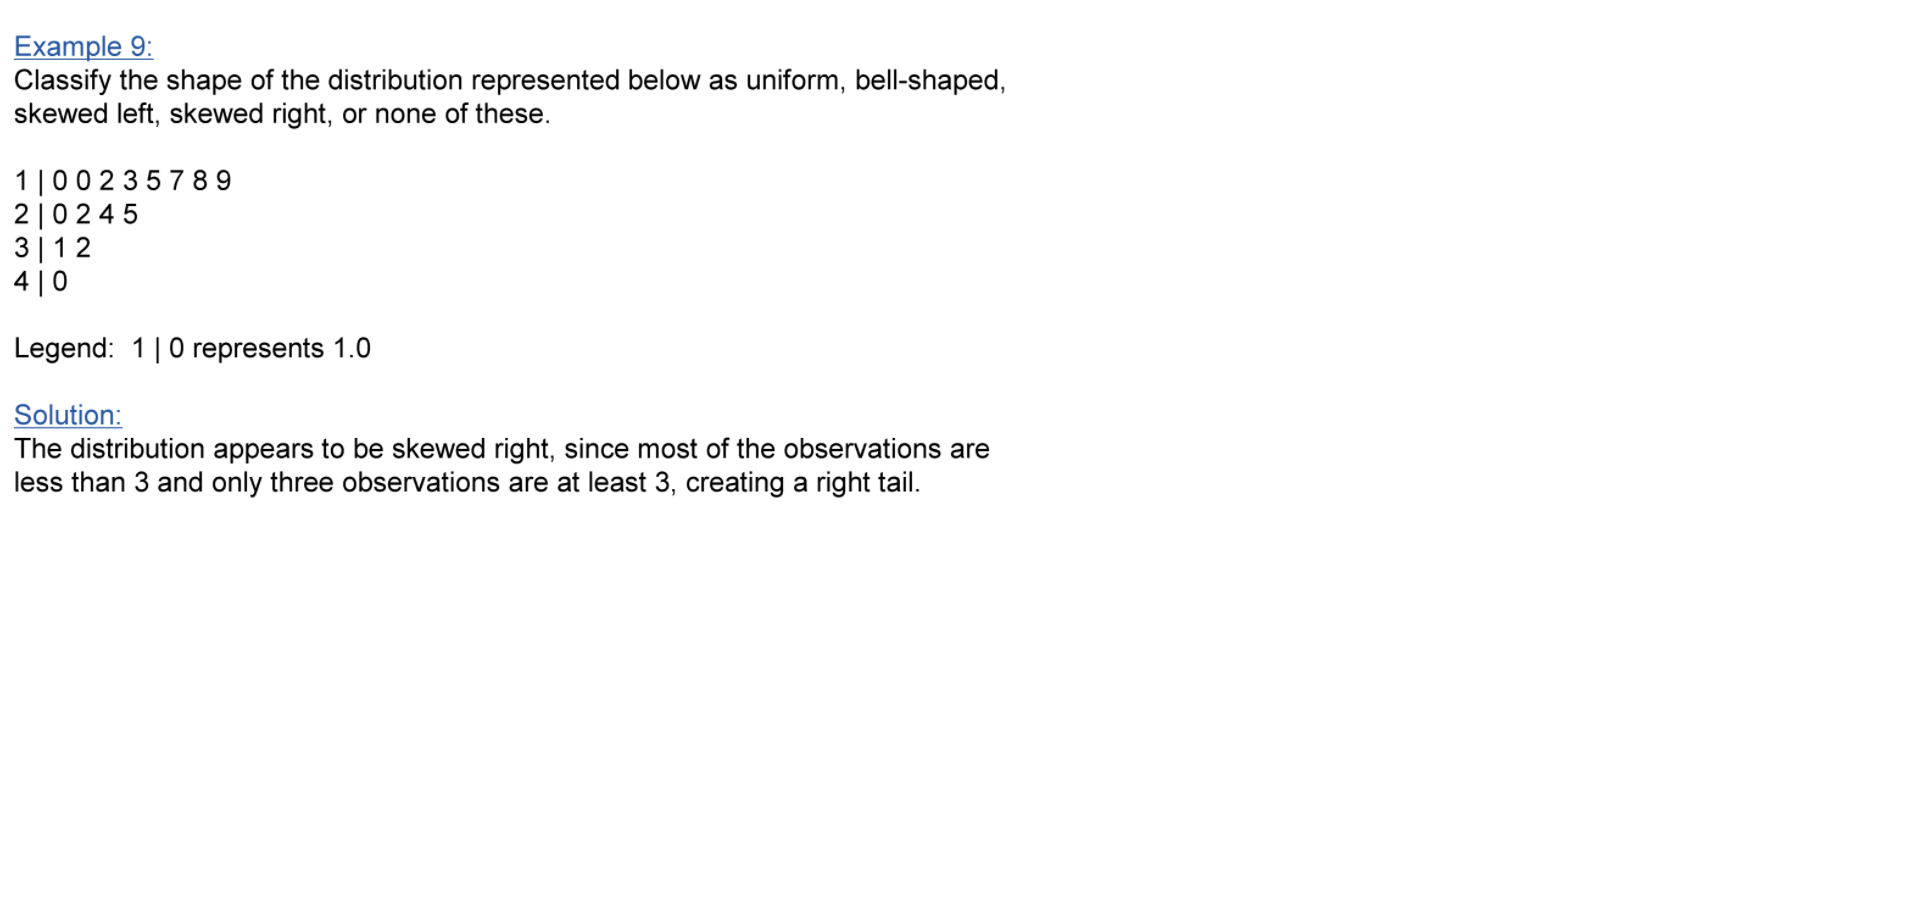 Example 9:
Classify the shape of the distribution represented below as uniform, bell-shaped,
skewed left, skewed right, or none of these.
1 | 0 0 2 3 5 7 8 9
2 | 0 2 4 5
3 | 1 2
4 | 0
Legend:  1 | 0 represents 1.0
Solution:
The distribution appears to be skewed right, since most of the observations are
less than 3 and only three observations are at least 3, creating a right tail.